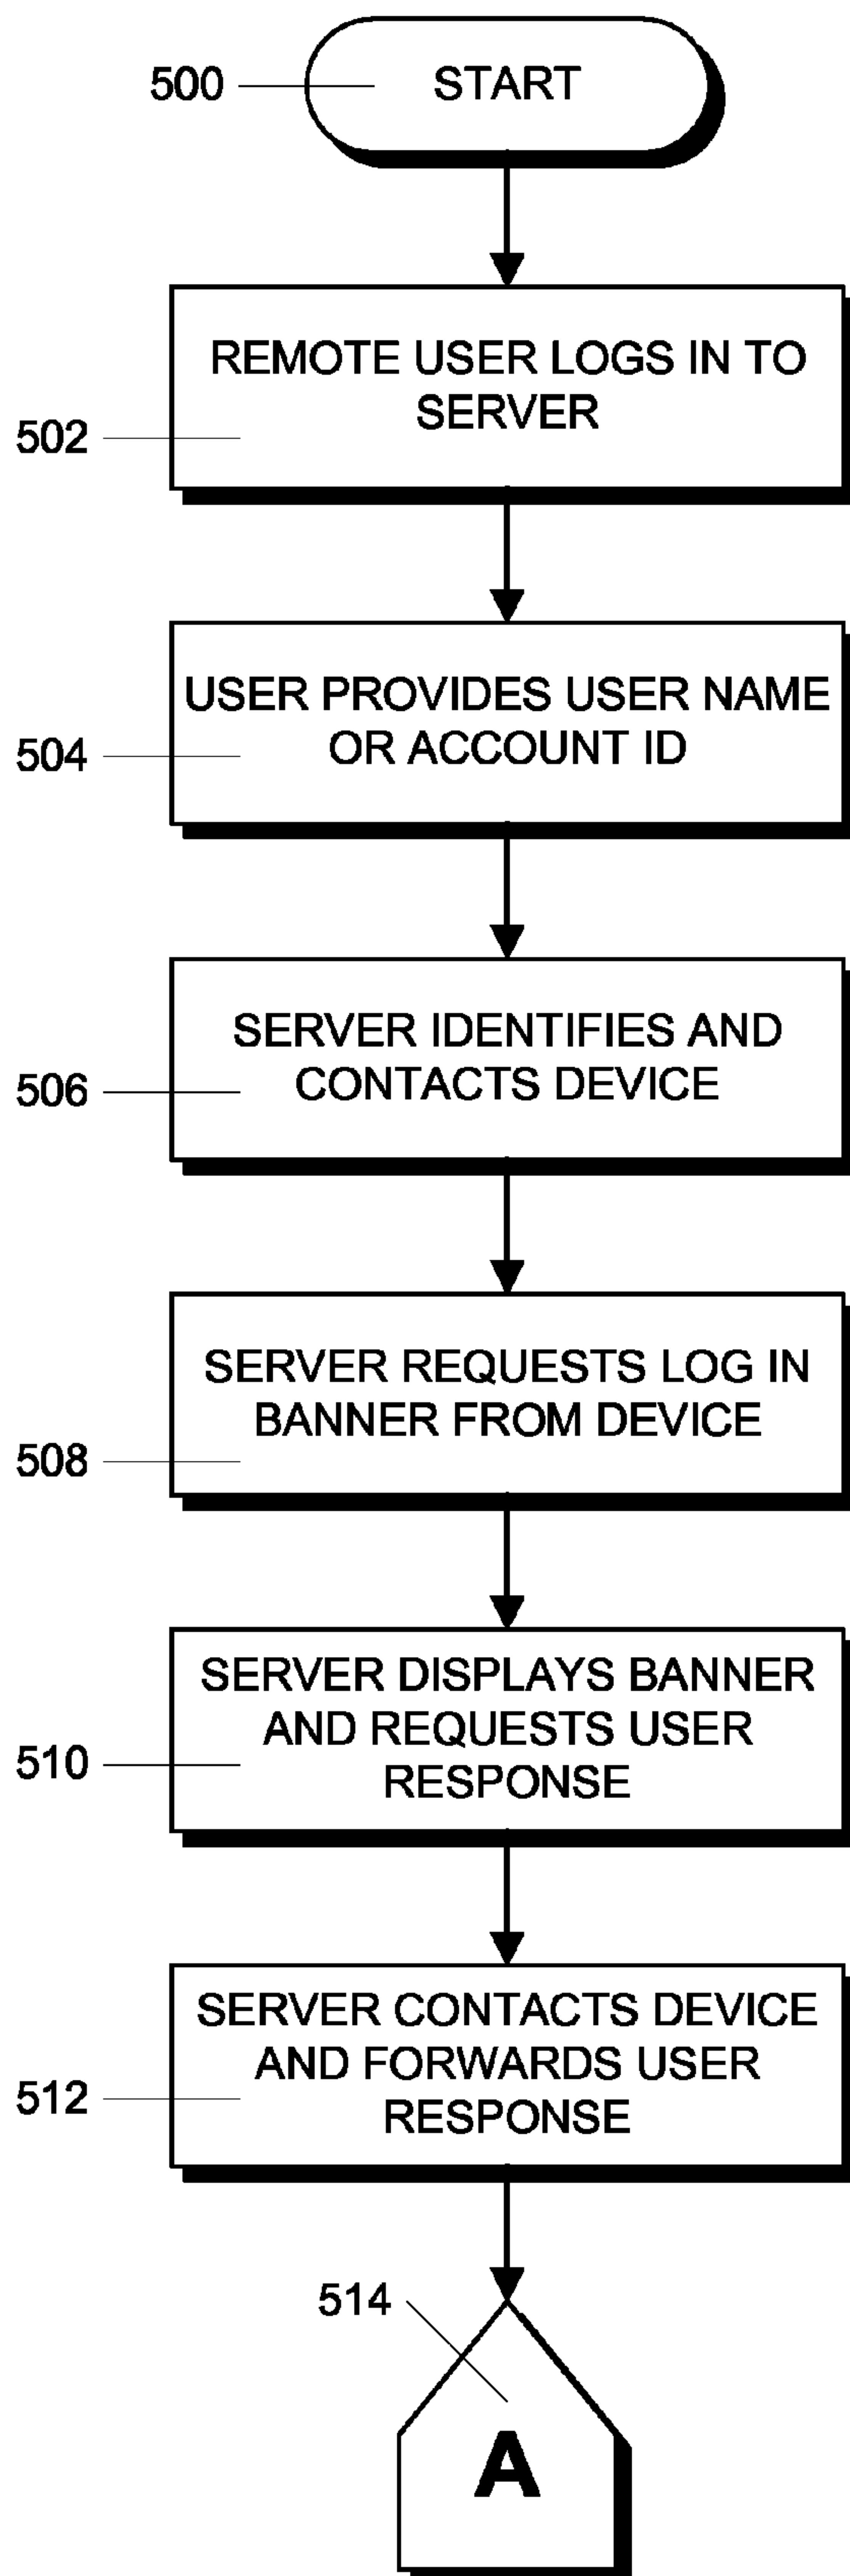 500
START
REMOTE USER LOGS IN TO
SERVER
502
USER PROVIDES USER NAME
OR ACCOUNT ID
504
SERVER IDENTIFIES AND
CONTACTS DEVICE
506
SERVER REQUESTS LOG IN
BANNER FROM DEVICE
508
SERVER DISPLAYS BANNER
AND REQUESTS USER
RESPONSE
510
SERVER CONTACTS DEVICE
AND FORWARDS USER
RESPONSE
512
514
A